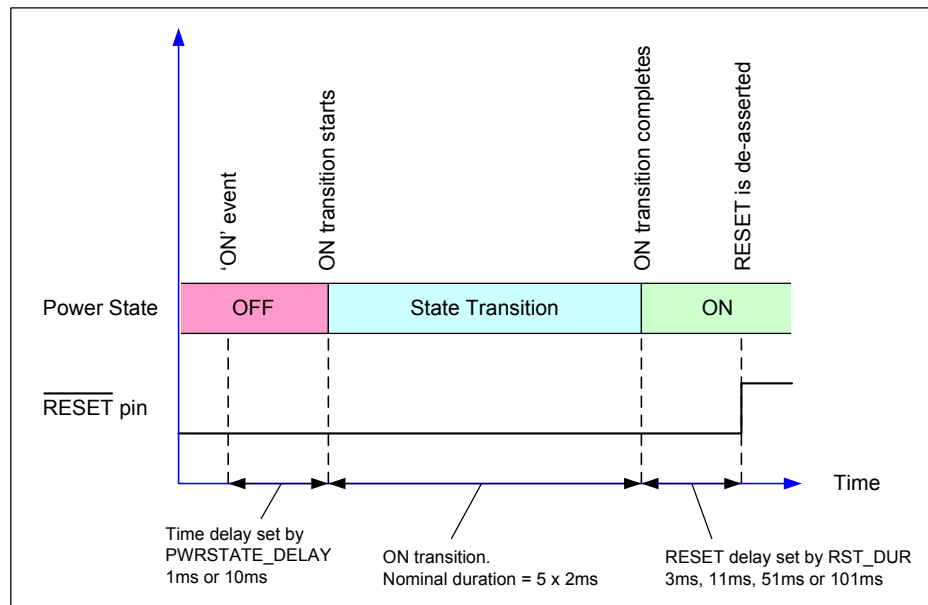 ‘ON’ event
ON transition starts
ON transition completes
RESET is de-asserted
Power State
OFF
State Transition
ON
RESET pin
Time
Time delay set by
PWRSTATE_DELAY
1ms or 10ms
ON transition.
Nominal duration = 5 x 2ms
RESET delay set by RST_DUR
3ms, 11ms, 51ms or 101ms